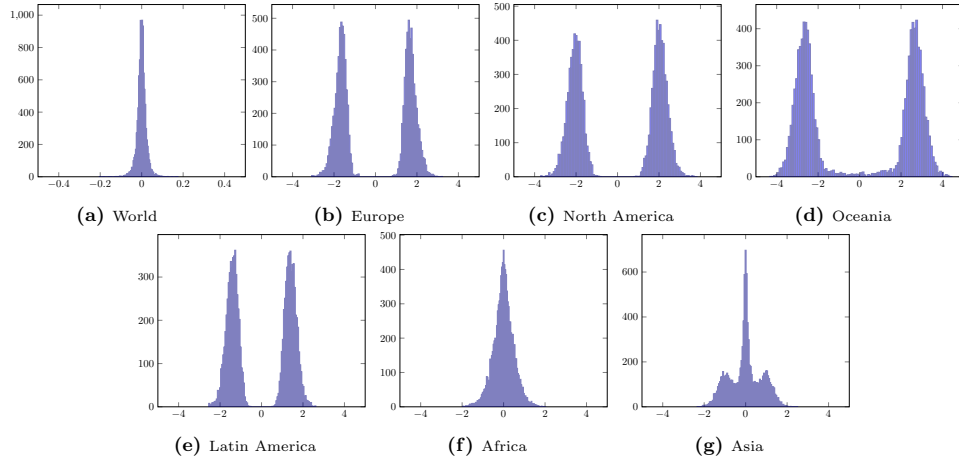 1,000
800
600
400
200
0
−0.4 −0.2 0 0.2 0.4
(a) World
500
400
300
200
100
0
−4 −2 0 2 4
(b) Europe
500
400
300
200
100
0
−4 −2 0 2 4
(c) North America
400
300
200
100
0
−4 −2 0 2 4
(d) Oceania
300
200
100
0
−4 −2 0 2 4
(e) Latin America
500
400
300
200
100
0
−4 −2 0 2 4
(f) Africa
600
400
200
0
−4 −2 0 2 4
(g) Asia